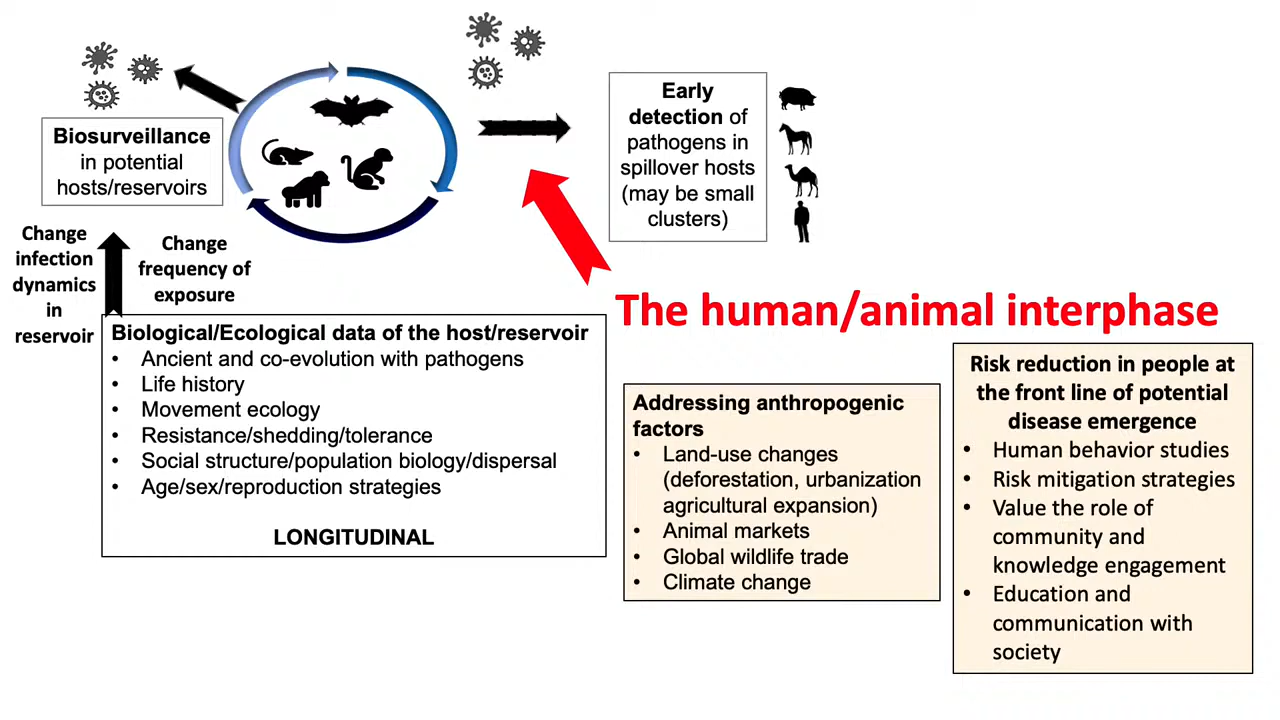 Biosurveillance
in potential
hosts/reservoirs
Early
detection of
pathogens in
spillover hosts
(may be small
clusters)
Change
infection
dynamics
in
reservoir
Change
frequency of
exposure
The human/animal interphase
Biological/Ecological data of the host/reservoir
• Ancient and co-evolution with pathogens
• Life history
• Movement ecology
• Resistance/shedding/tolerance
• Social structure/population biology/dispersal
• Age/sex/reproduction strategies
LONGITUDINAL
Addressing anthropogenic
factors
• Land-use changes
(deforestation, urbanization
agricultural expansion)
• Animal markets
• Global wildlife trade
• Climate change
Risk reduction in people at
the front line of potential
disease emergence
• Human behavior studies
• Risk mitigation strategies
• Value the role of
community and
knowledge engagement
• Education and
communication with
society